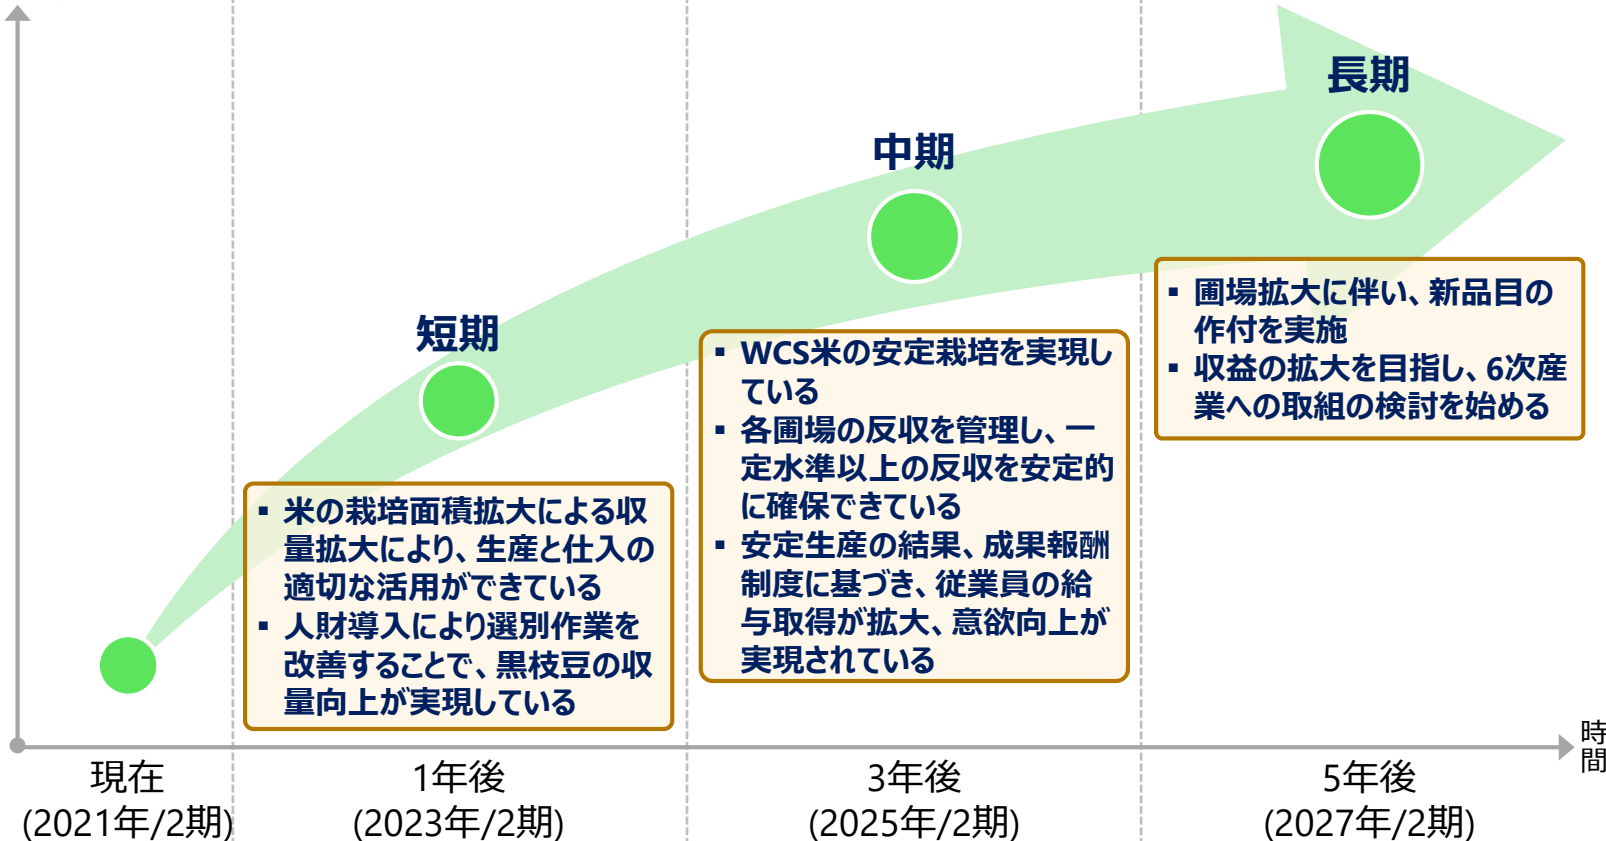 長期
中期
短期
▪ 圃場拡大に伴い、新品目の
作付を実施
▪ 収益の拡大を目指し、6次産
業への取組の検討を始める
▪ WCS米の安定栽培を実現し
ている
▪ 各圃場の反収を管理し、一
定水準以上の反収を安定的
に確保できている
▪ 安定生産の結果、成果報酬
制度に基づき、従業員の給
与取得が拡大、意欲向上が
実現されている
▪ 米の栽培面積拡大による収
量拡大により、生産と仕入の
適切な活用ができている
▪ 人財導入により選別作業を
改善することで、黒枝豆の収
量向上が実現している
時
間
現在
(2021年/2期)
1年後
(2023年/2期)
3年後
(2025年/2期)
5年後
(2027年/2期)